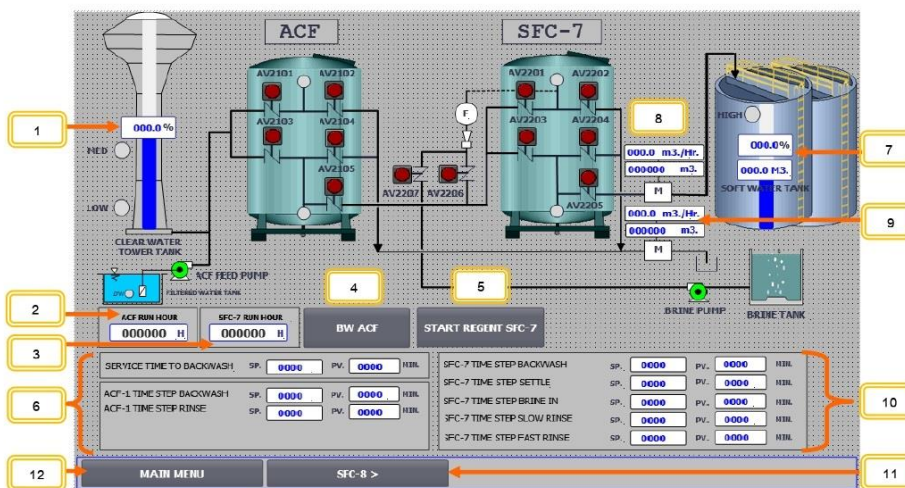 ACF SFC-7
AV2101 AV2102 AV2201 AV2202
1 000.0 % HIGH
AV2103 AV2104 F AV2203 AV2204 8
MED 000.0 m3./Hr. 000.0% 7
000000 m3. 000.0 M3.
AV2105 M SOFT WATER TANK
LOW AV2207 AV2206 AV2205
000.0 m3./Hr. 9
000000 m3.
CLEAR WATER
TOWER TANK M
ACF FEED PUMP
FILTERED WATER TANK
4 5
BRINE PUMP BRINE TANK
2 ACF RUN HOUR SFC-7 RUN HOUR BW ACF START REGENT SFC-7
000000 H 000000 H
3
SERVICE TIME TO BACKWASH SP. 0000 PV. 0000 MIN. SFC-7 TIME STEP BACKWASH SP. 0000 PV. 0000 MIN.
SFC-7 TIME STEP SETTLE SP. 0000 PV. 0000 MIN.
6 ACF-1 TIME STEP BACKWASH SP. 0000 PV. 0000 MIN. SFC-7 TIME STEP BRINE IN SP. 0000 PV. 0000 MIN. 10
ACF-1 TIME STEP RINSE SP. 0000 PV. 0000 MIN. SFC-7 TIME STEP SLOW RINSE SP. 0000 PV. 0000 MIN.
SFC-7 TIME STEP FAST RINSE SP. 0000 PV. 0000 MIN.
12 MAIN MENU SFC-8 > 11